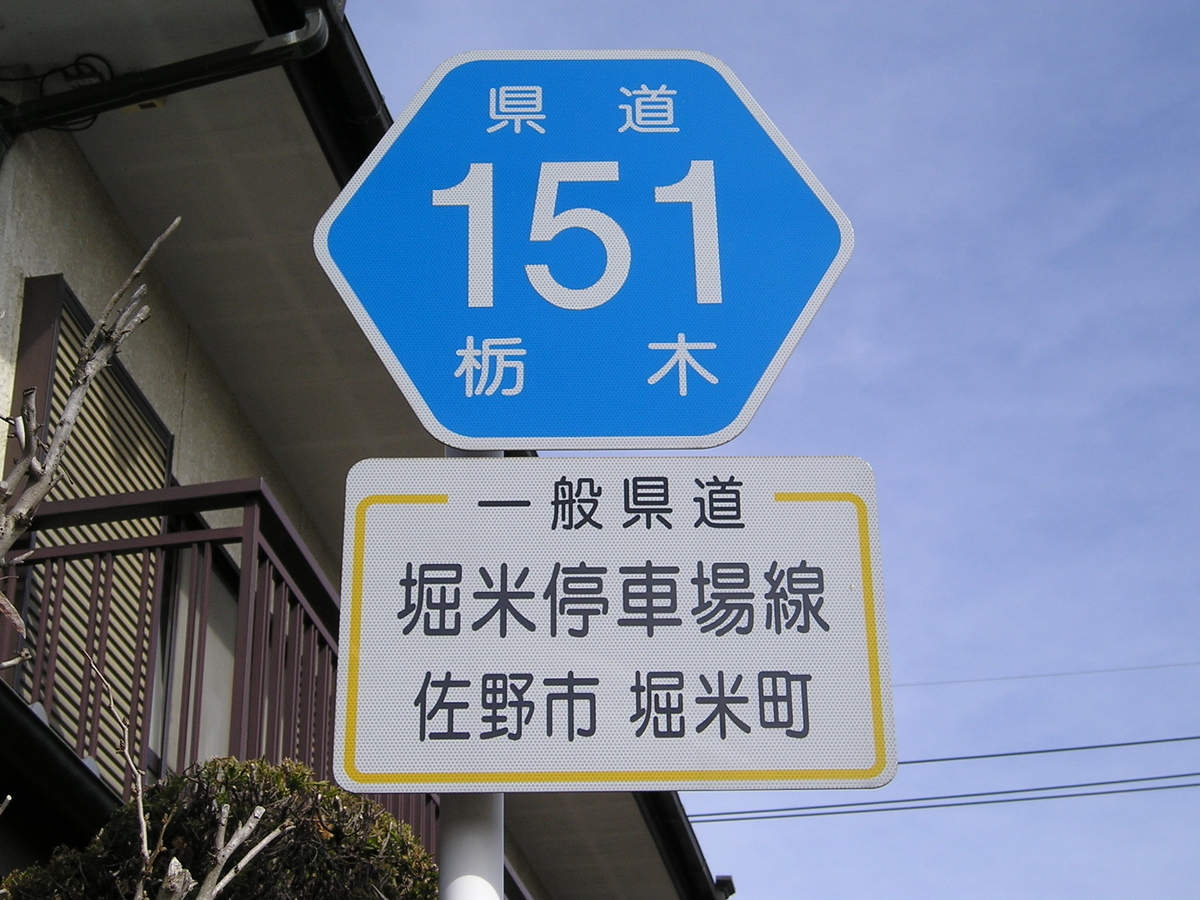 県 道
151
栃 木
一般県道
堀米停車場線
佐野市 堀米町